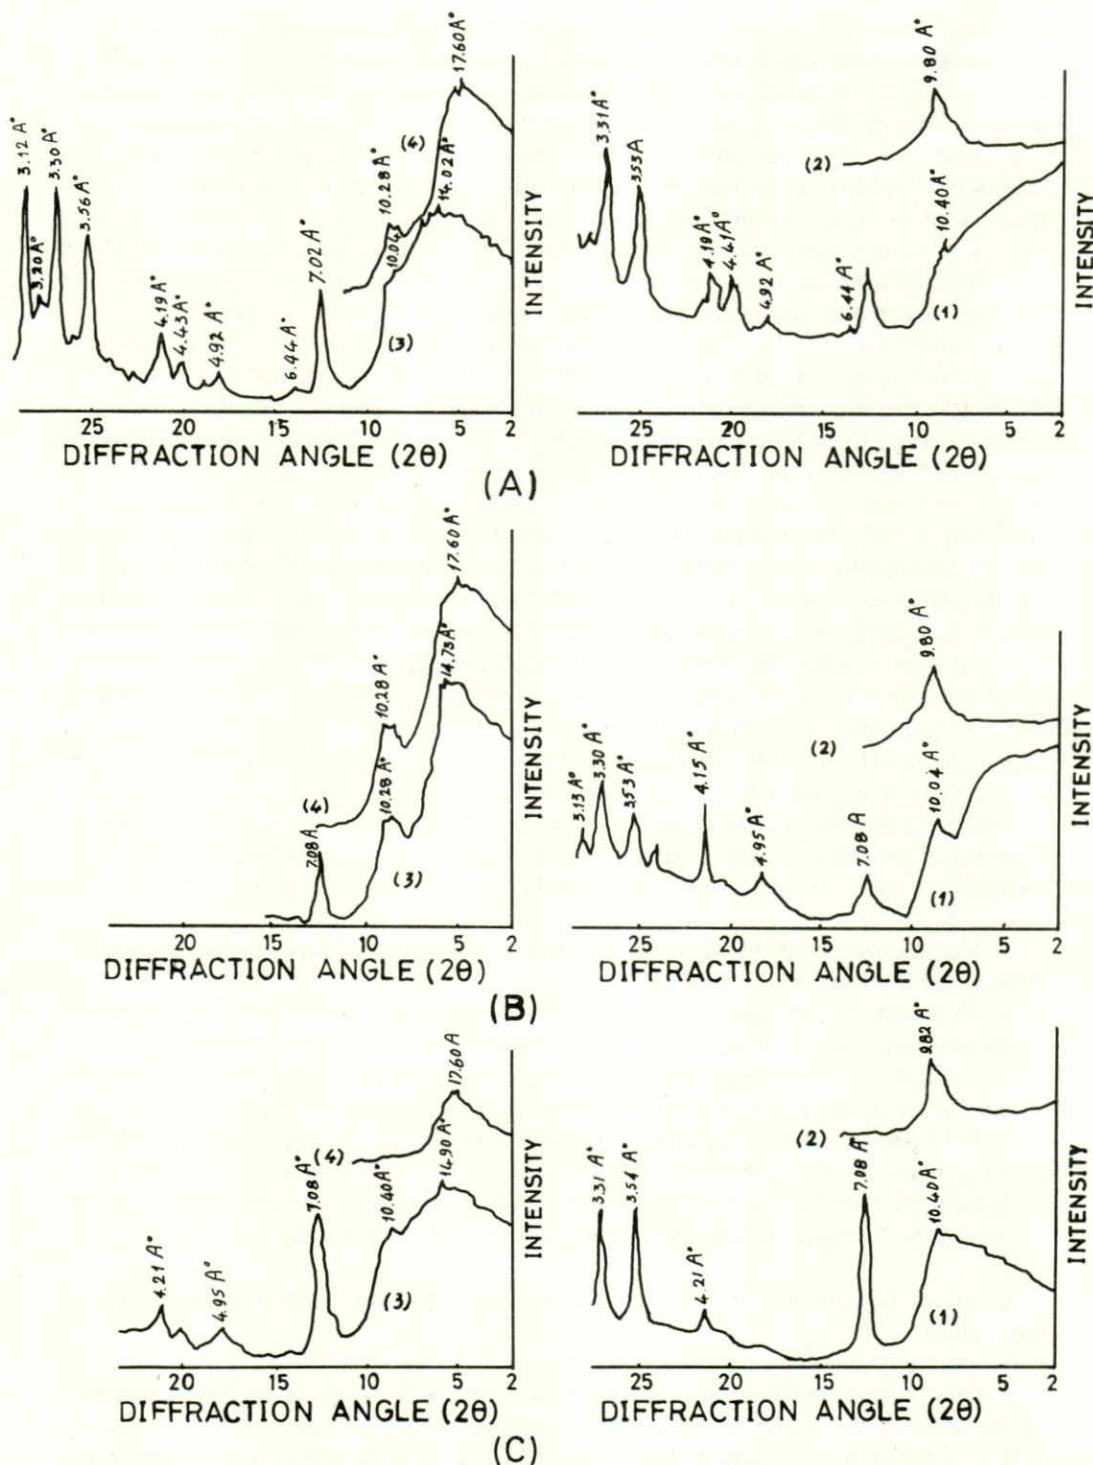 3.12 A°
3.20 A°
3.30 A°
3.56 A°
4.19 A°
4.43 A°
4.92 A°
6.44 A°
7.02 A°
10.28 A°
10.04
(4)
14.02 A°
17.60 A°
(3)
INTENSITY
25 20 15 10 5 2
DIFFRACTION ANGLE (2θ)
3.31 A°
3.53 A
4.19 A°
4.41 A°
4.92 A°
6.44 A°
(2)
9.80 A°
10.40 A°
(1)
INTENSITY
25 20 15 10 5 2
DIFFRACTION ANGLE (2θ)
(A)
7.08 A
(4)
10.28 A°
10.28 A°
(3)
17.60 A°
14.73 A°
INTENSITY
20 15 10 5 2
DIFFRACTION ANGLE (2θ)
3.13 A°
3.30 A°
3.53 A°
4.15 A°
4.95 A°
7.08 A
(2)
9.80 A°
10.04 A°
(1)
INTENSITY
25 20 15 10 5 2
DIFFRACTION ANGLE (2θ)
(B)
4.21 A°
4.95 A°
7.08 A°
(4)
10.40 A°
17.60 A
14.90 A°
(3)
INTENSITY
20 15 10 5 2
DIFFRACTION ANGLE (2θ)
3.31 A°
3.54 A°
4.21 A°
(2)
7.08 A°
9.82 A°
10.40 A°
(1)
INTENSITY
25 20 15 10 5 2
DIFFRACTION ANGLE (2θ)
(C)